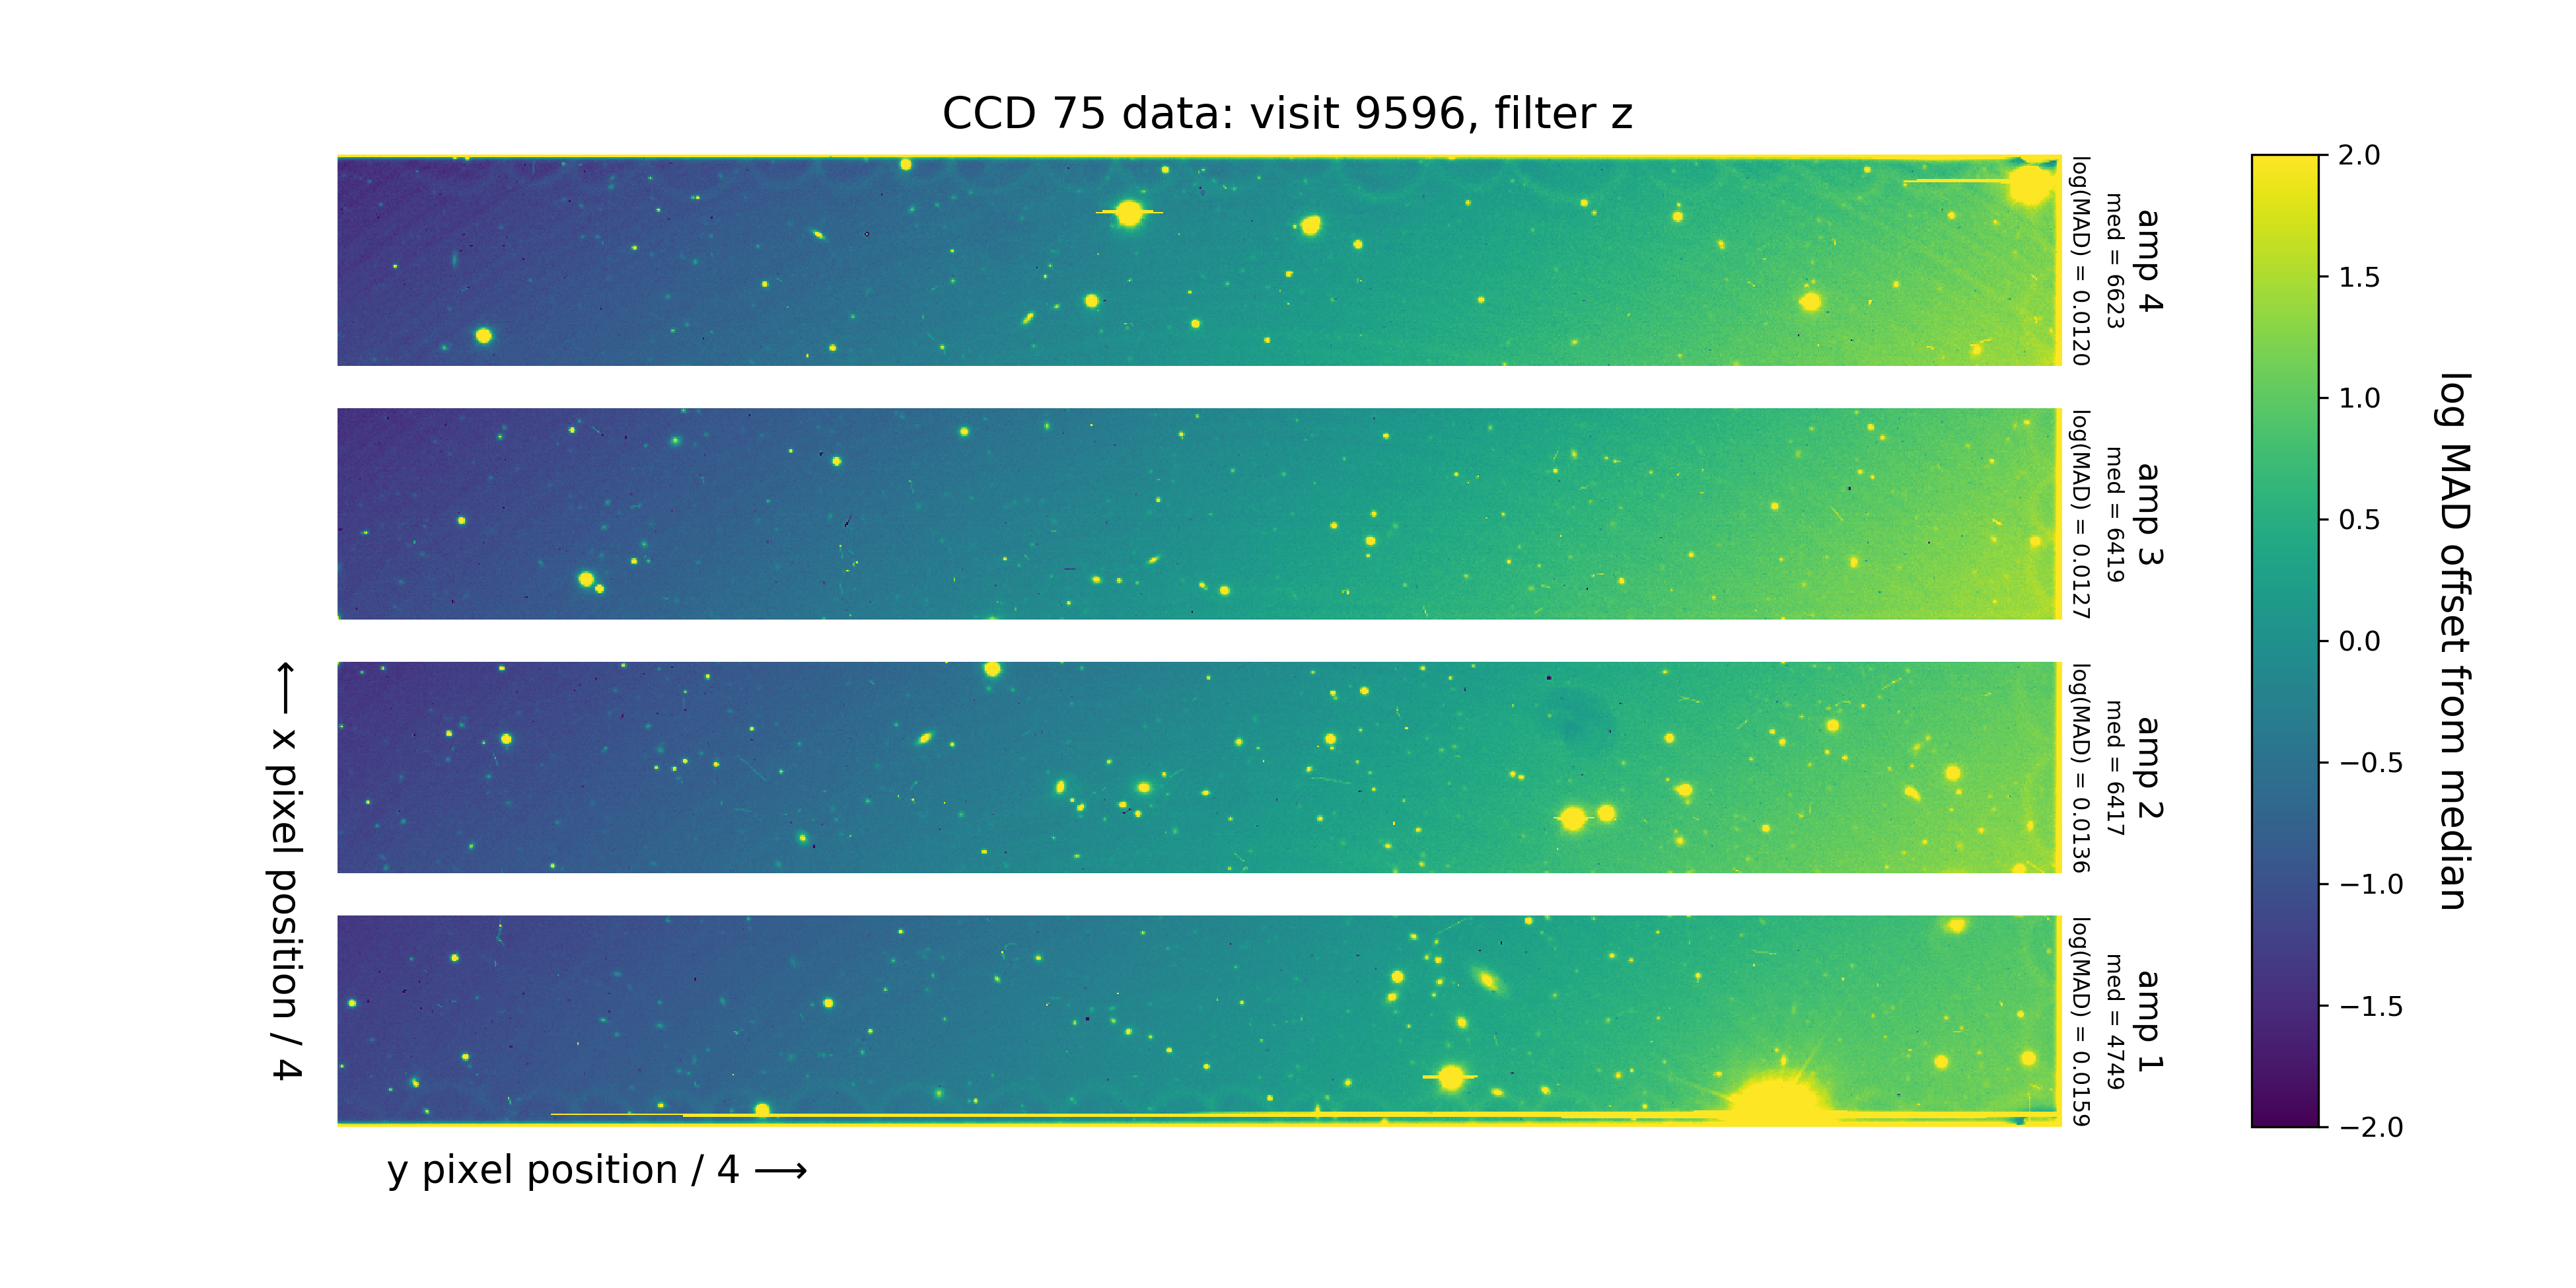 CCD 75 data: visit 9596, filter z
amp 4
med = 6623
log(MAD) = 0.0120
amp 3
med = 6419
log(MAD) = 0.0127
amp 2
med = 6417
log(MAD) = 0.0136
amp 1
med = 4749
log(MAD) = 0.0159
⟵ x pixel position / 4
y pixel position / 4 ⟶
2.0
1.5
1.0
0.5
0.0
−0.5
−1.0
−1.5
−2.0
log MAD offset from median